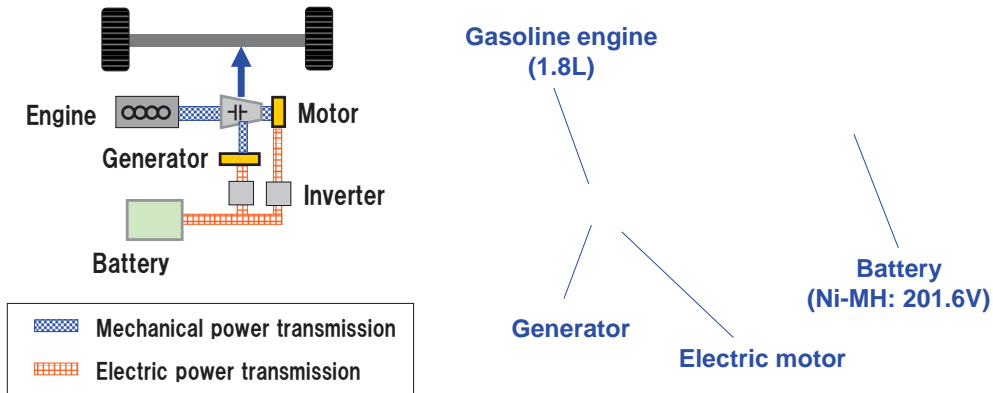 Engine
Motor
Generator
Inverter
Battery
Mechanical power transmission
Electric power transmission
Gasoline engine
(1.8L)
Battery
(Ni-MH: 201.6V)
Generator
Electric motor